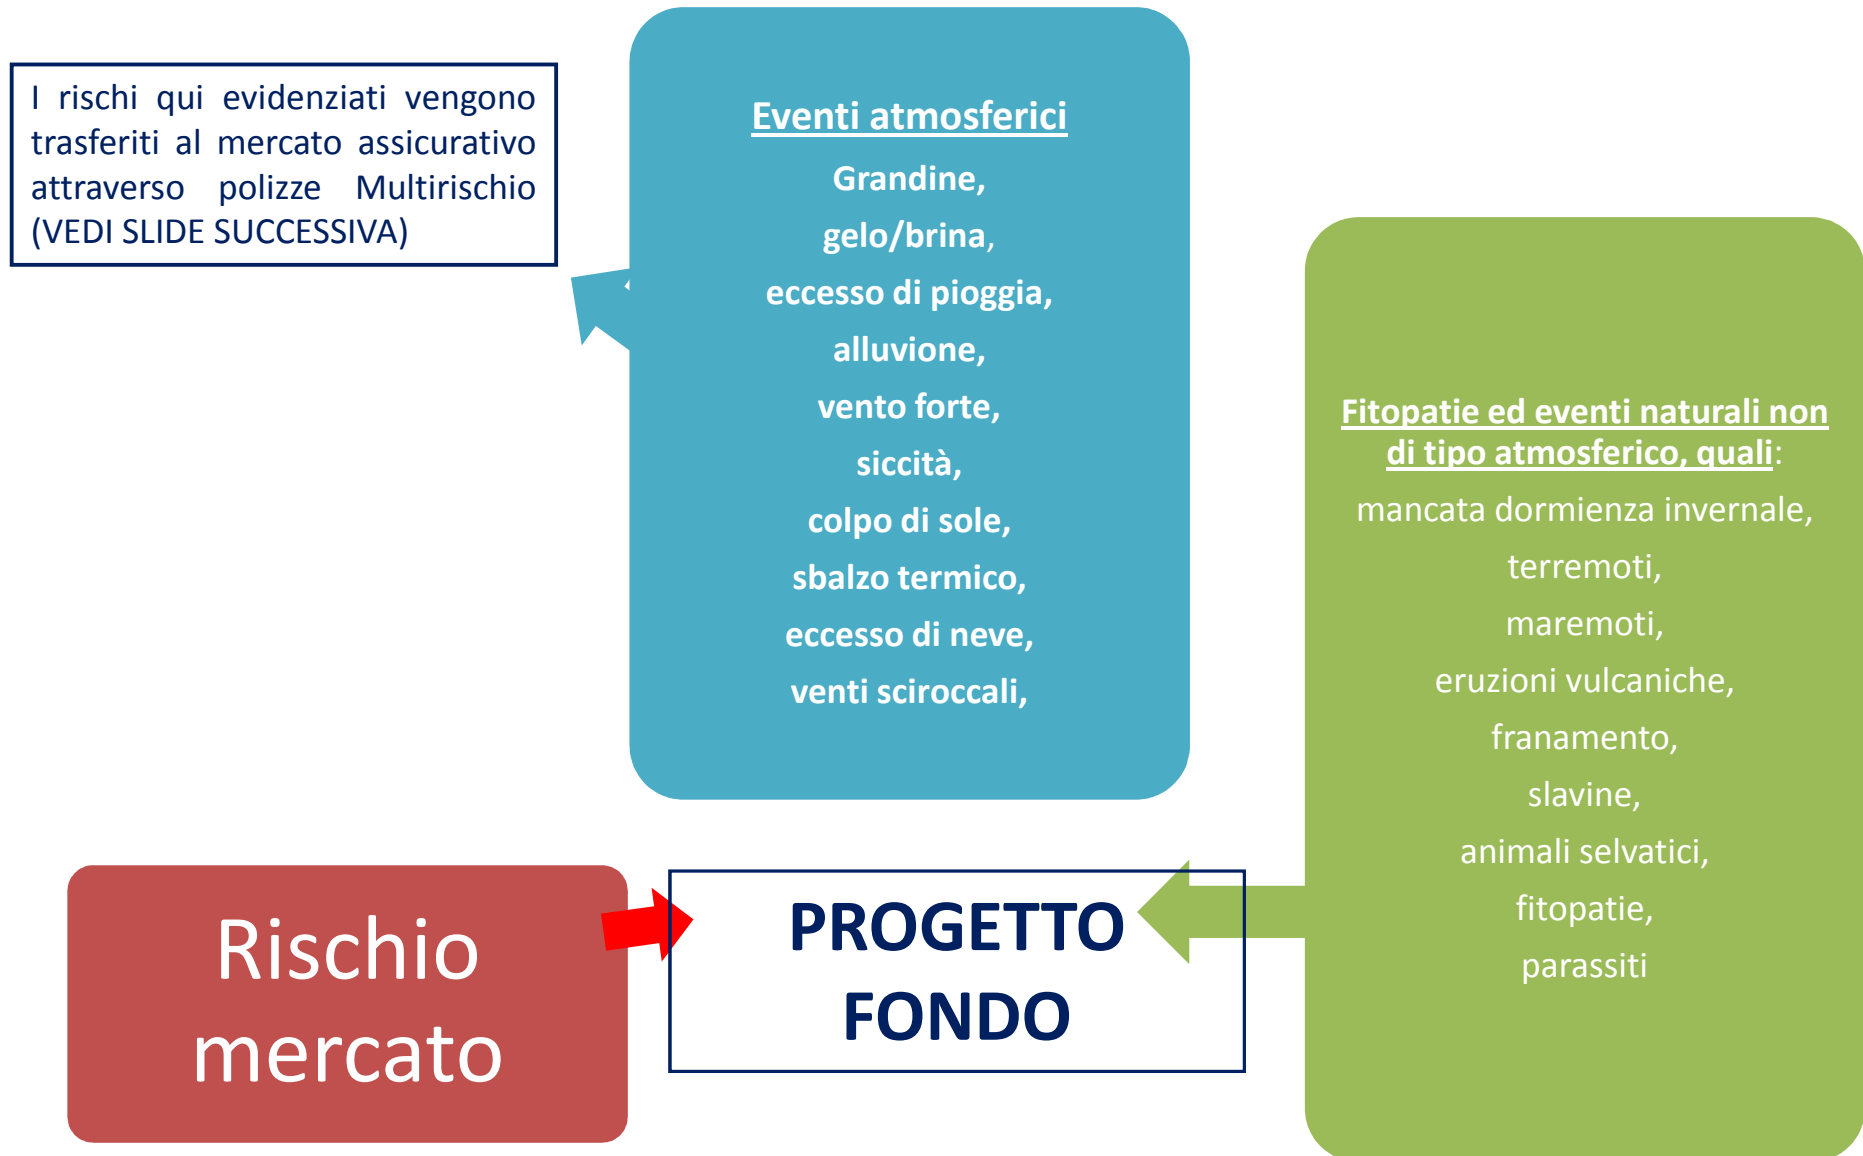 I rischi qui evidenziati vengono
trasferiti al mercato assicurativo
attraverso polizze Multirischio
(VEDI SLIDE SUCCESSIVA)
Eventi atmosferici
Grandine,
gelo/brina,
eccesso di pioggia,
alluvione,
vento forte,
siccità,
colpo di sole,
sbalzo termico,
eccesso di neve,
venti sciroccali,
Fitopatie ed eventi naturali non
di tipo atmosferico, quali:
mancata dormienza invernale,
terremoti,
maremoti,
eruzioni vulcaniche,
franamento,
slavine,
animali selvatici,
fitopatie,
parassiti
Rischio
mercato
PROGETTO
FONDO